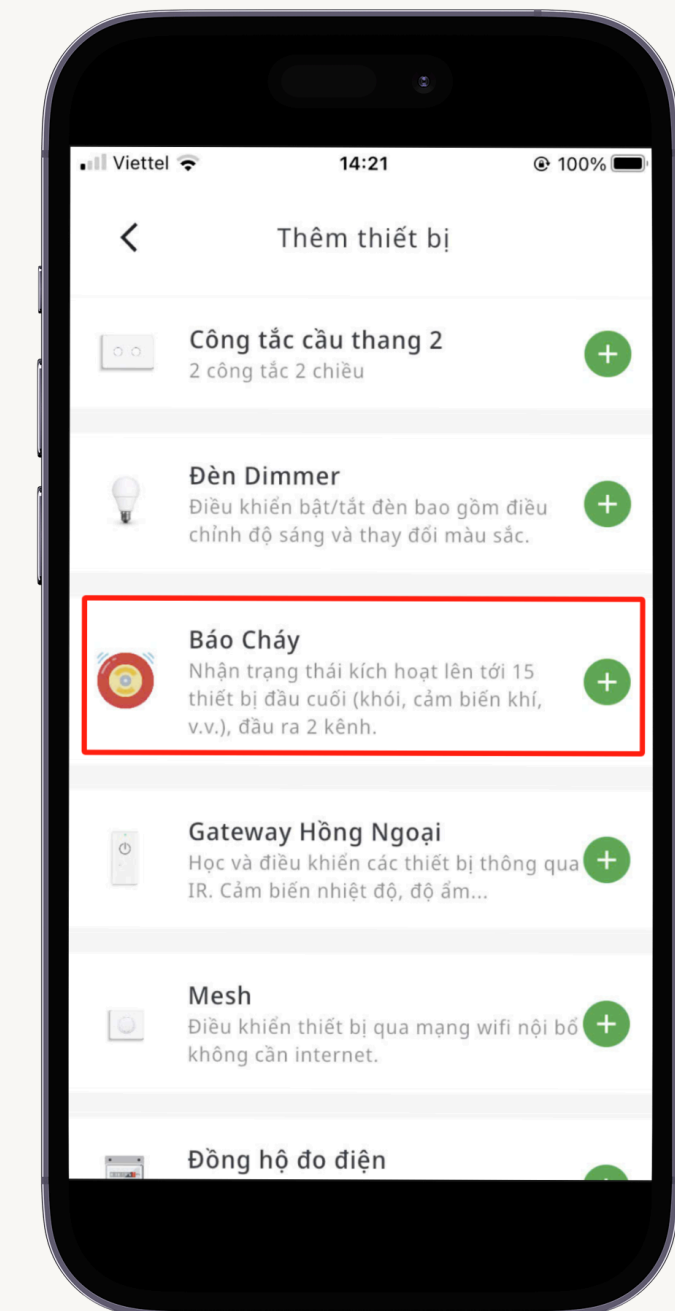 Viettel 14:21 100%
Thêm thiết bị
Công tắc cầu thang 2
2 công tắc 2 chiều
Đèn Dimmer
Điều khiển bật/tắt đèn bao gồm điều
chỉnh độ sáng và thay đổi màu sắc.
Báo Cháy
Nhận trạng thái kích hoạt lên tới 15
thiết bị đầu cuối (khói, cảm biến khí,
v.v.), đầu ra 2 kênh.
Gateway Hồng Ngoại
Học và điều khiển các thiết bị thông qua
IR. Cảm biến nhiệt độ, độ ẩm...
Mesh
Điều khiển thiết bị qua mạng wifi nội bổ
không cần internet.
Đồng hộ đo điện